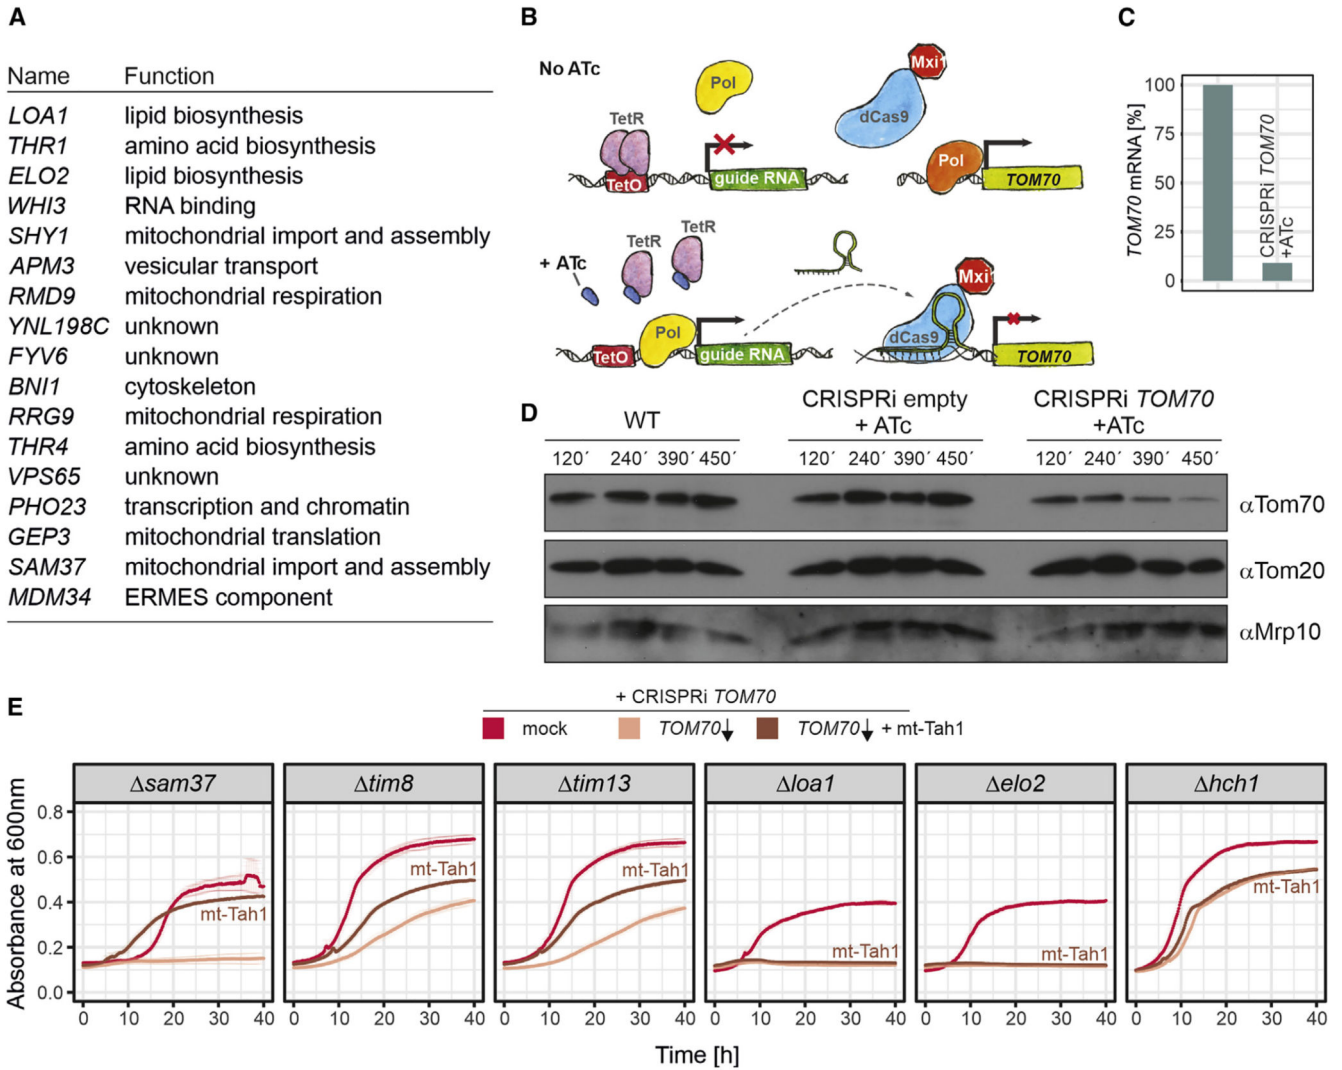 A
Name Function
LOA1 lipid biosynthesis
THR1 amino acid biosynthesis
ELO2 lipid biosynthesis
WHI3 RNA binding
SHY1 mitochondrial import and assembly
APM3 vesicular transport
RMD9 mitochondrial respiration
YNL198C unknown
FYV6 unknown
BNI1 cytoskeleton
RRG9 mitochondrial respiration
THR4 amino acid biosynthesis
VPS65 unknown
PHO23 transcription and chromatin
GEP3 mitochondrial translation
SAM37 mitochondrial import and assembly
MDM34 ERMES component
B
No ATc
Pol
Mxi1
dCas9
TetR
TetO
guide RNA
Pol
TOM70
+ ATc
TetR
TetR
Mxi1
TetO
Pol
guide RNA
dCas9
TOM70
C
TOM70 mRNA [%]
100
75
50
25
0
CRISPRi TOM70
+ATc
D
WT
CRISPRi empty
+ ATc
CRISPRi TOM70
+ATc
120´ 240´ 390´ 450´ 120´ 240´ 390´ 450´ 120´ 240´ 390´ 450´
αTom70
αTom20
αMrp10
E
+ CRISPRi TOM70
mock TOM70↓ TOM70↓ + mt-Tah1
Δsam37 Δtim8 Δtim13 Δloa1 Δelo2 Δhch1
Absorbance at 600nm
0.8
0.6
0.4
0.2
0.0
mt-Tah1
mt-Tah1
mt-Tah1
mt-Tah1
mt-Tah1
mt-Tah1
0 10 20 30 40 0 10 20 30 40 0 10 20 30 40 0 10 20 30 40 0 10 20 30 40 0 10 20 30 40
Time [h]